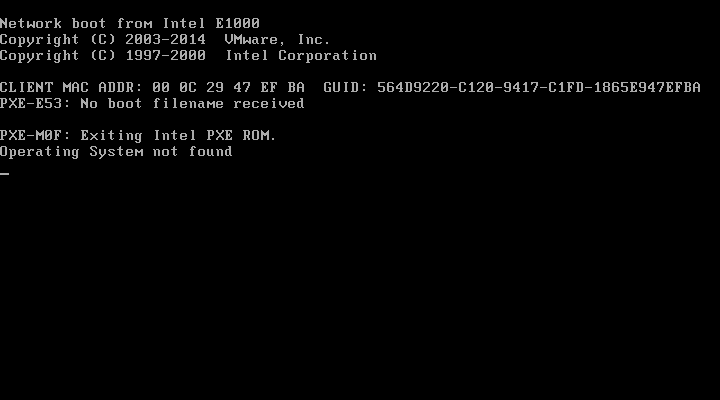 Network boot from Intel E1000
Copyright (C) 2003-2014  VMware, Inc.
Copyright (C) 1997-2000  Intel Corporation
CLIENT MAC ADDR: 00 0C 29 47 EF BA  GUID: 564D9220-C120-9417-C1FD-1865E947EFBA
PXE-E53: No boot filename received
PXE-M0F: Exiting Intel PXE ROM.
Operating System not found